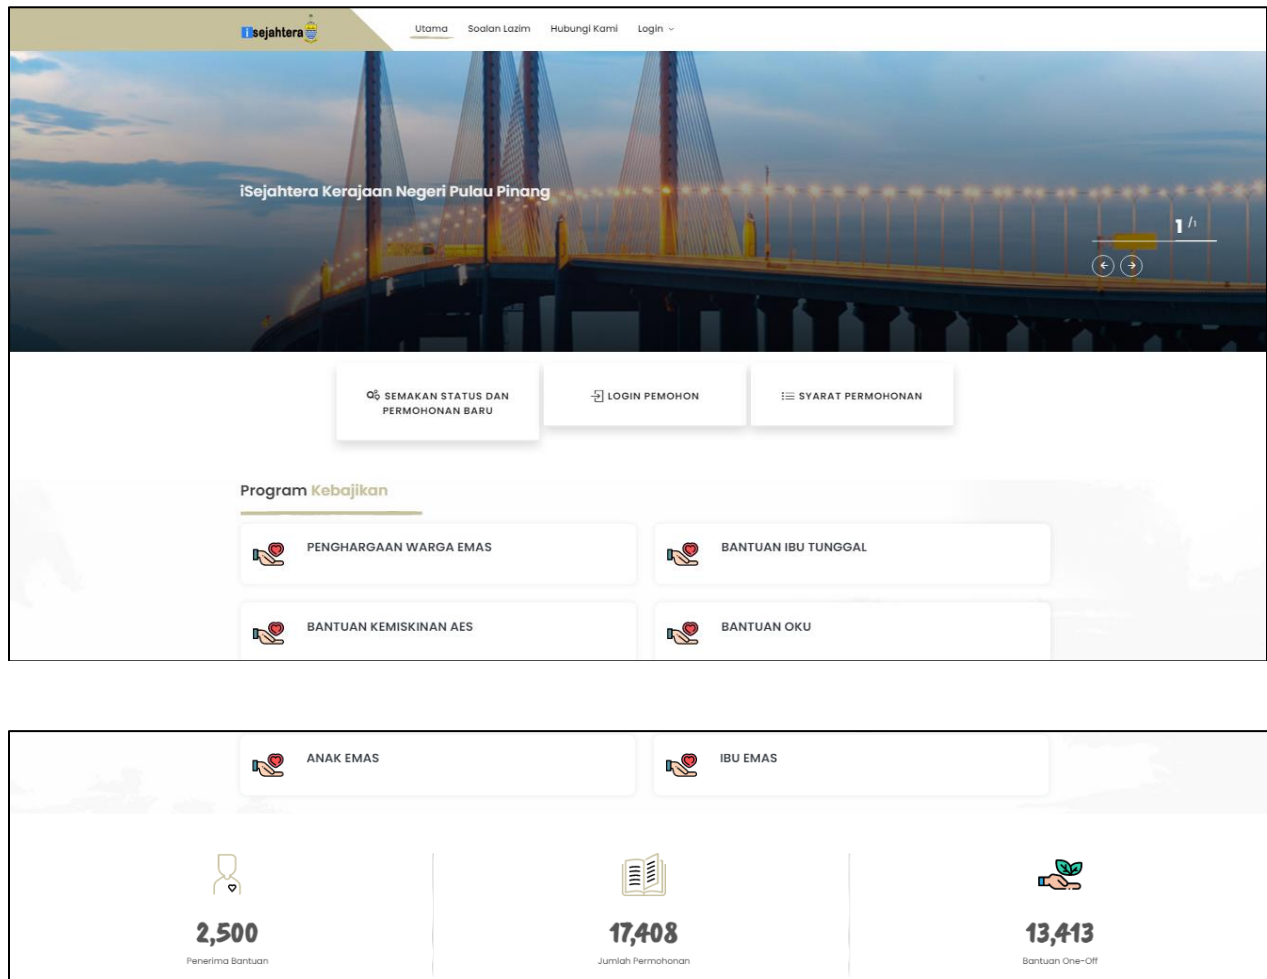 isejahtera
Utama Soalan Lazim Hubungi Kami Login
iSejahtera Kerajaan Negeri Pulau Pinang
1 /1
SEMAKAN STATUS DAN
PERMOHONAN BARU
LOGIN PEMOHON
SYARAT PERMOHONAN
Program Kebajikan
PENGHARGAAN WARGA EMAS
BANTUAN IBU TUNGGAL
BANTUAN KEMISKINAN AES
BANTUAN OKU
ANAK EMAS
IBU EMAS
2,500
Penerima Bantuan
17,408
Jumlah Permohonan
13,413
Bantuan One-Off